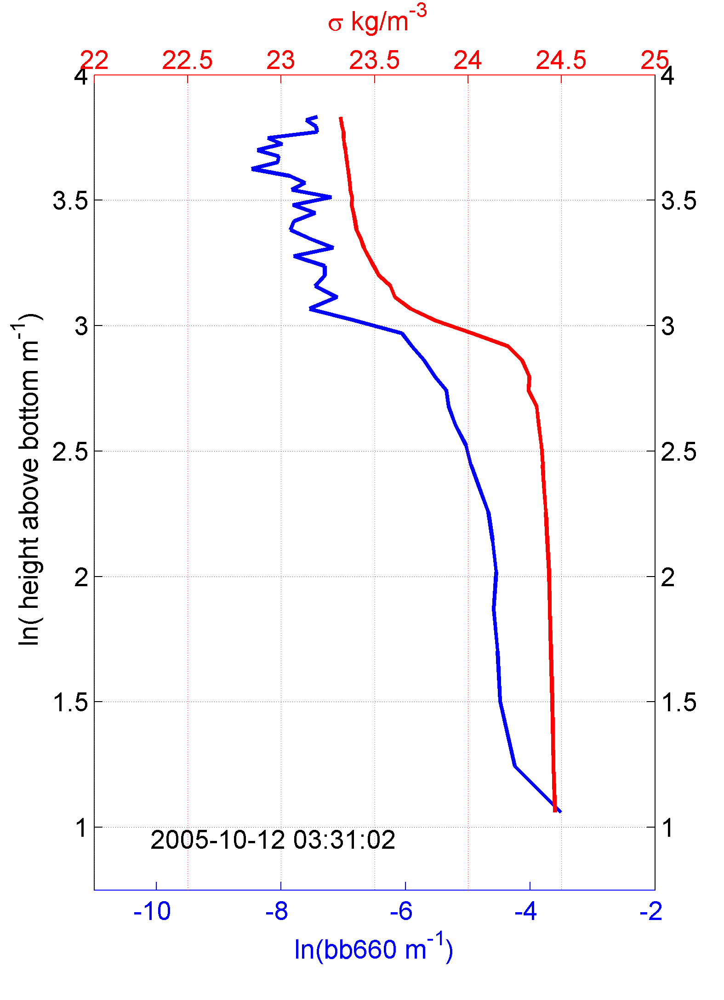 σ kg/m-3
22 22.5 23 23.5 24 24.5 25
4 4
3.5 3.5
3 3
2.5 2.5
2 2
1.5 1.5
1 1
ln( height above bottom m-1)
2005-10-12 03:31:02
-10 -8 -6 -4 -2
ln(bb660 m-1)